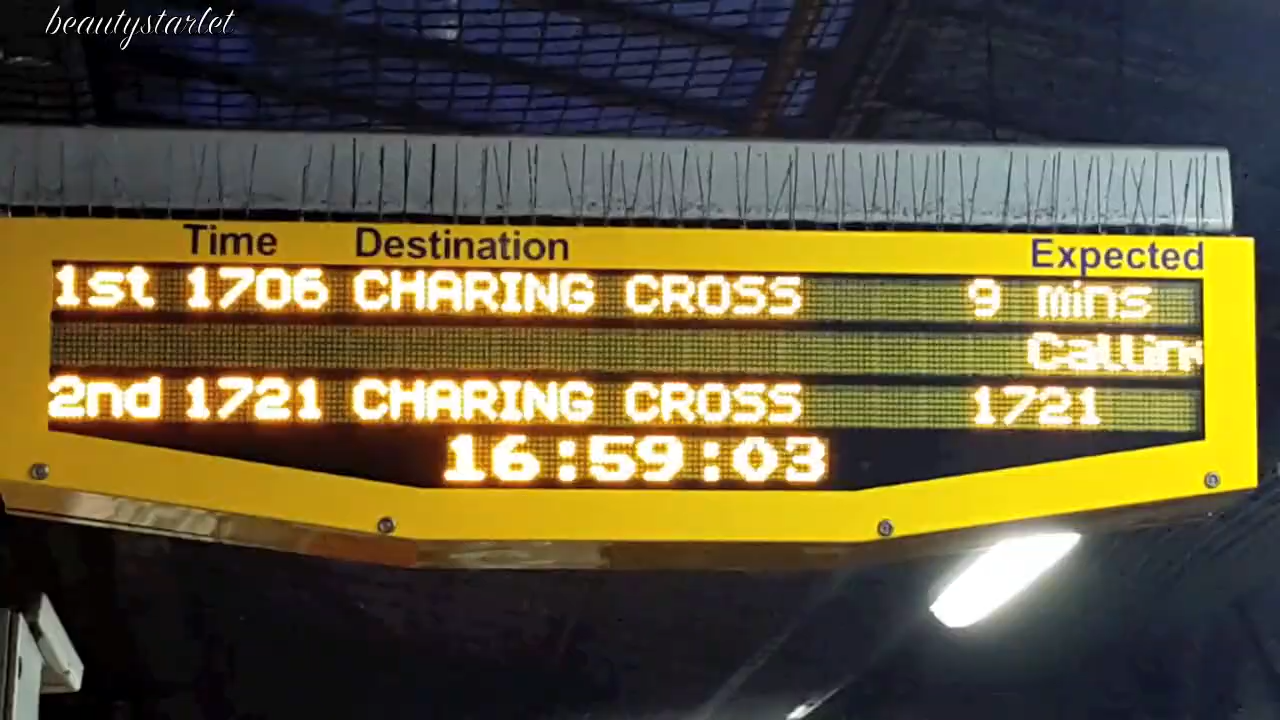 beautystarlet
Time Destination Expected
1st 1706 CHARING CROSS 9 mins
2nd 1721 CHARING CROSS 1721
16:59:03